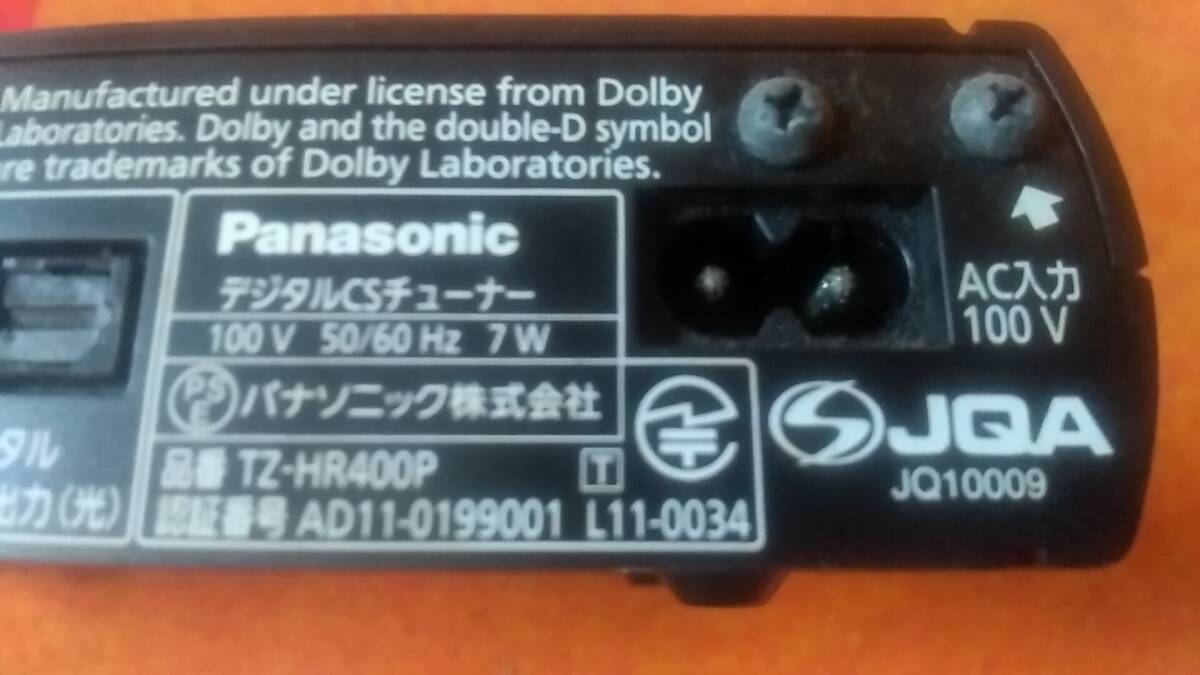 Manufactured under license from Dolby
Laboratories. Dolby and the double-D symbol
are trademarks of Dolby Laboratories.
Panasonic
デジタルCSチューナー
100 V 50/60 Hz 7 W
PSE パナソニック株式会社
品番 TZ-HR400P T
認証番号 AD11-0199001 L11-0034
AC入力
100 V
JQA
JQ10009
タル
出力(光)